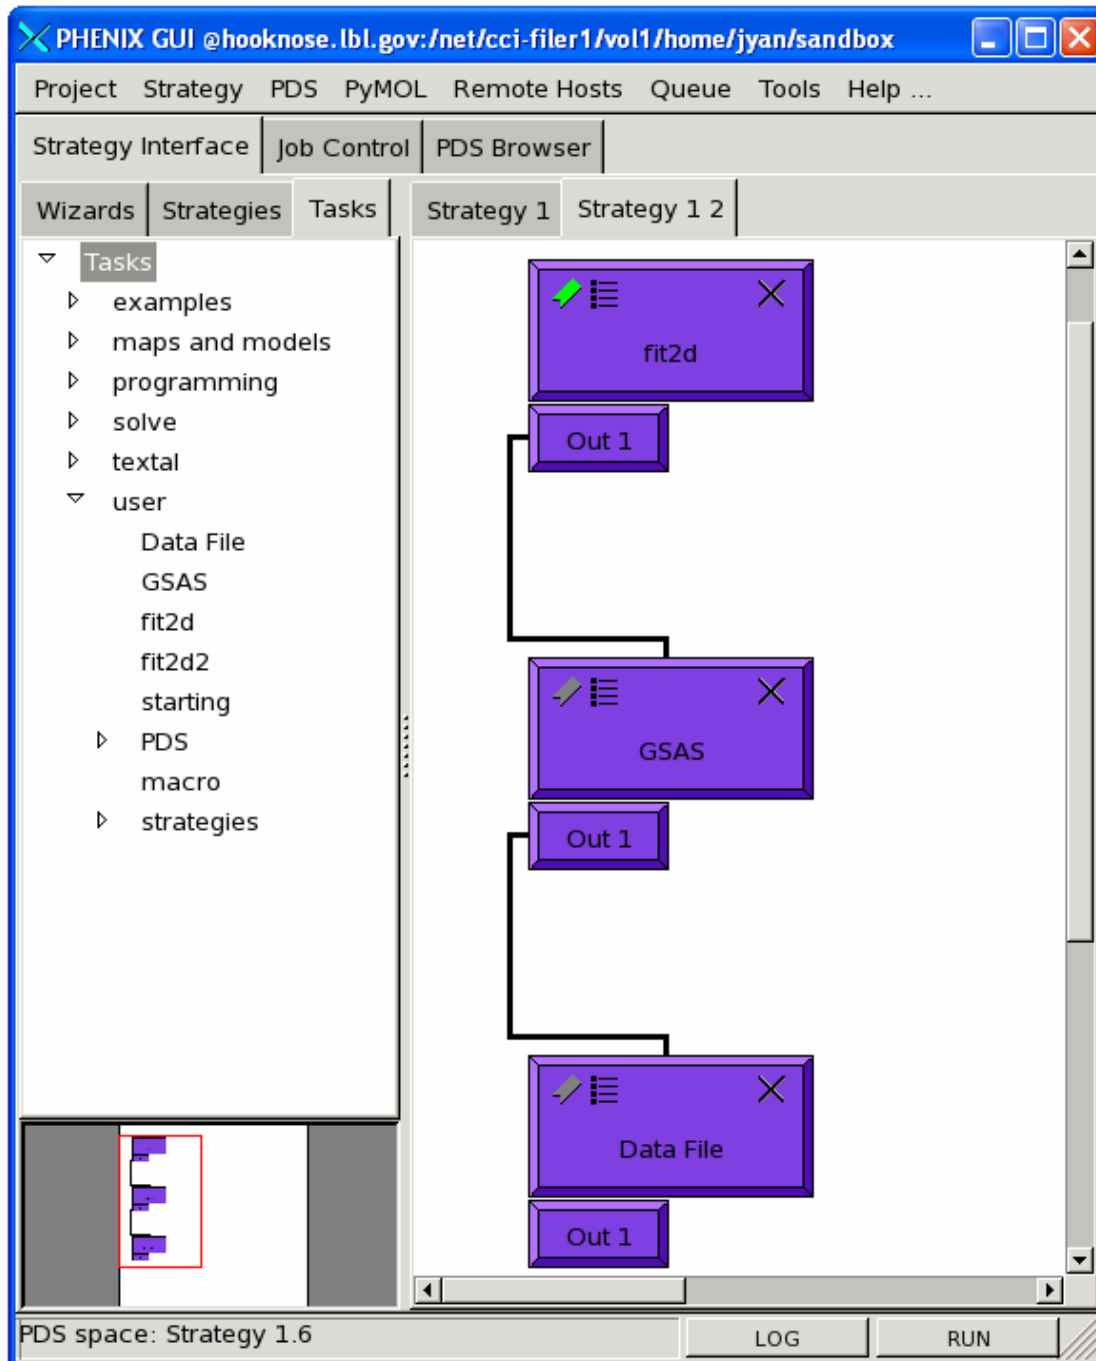 PHENIX GUI @hooknose.lbl.gov:/net/cci-filer1/vol1/home/jyan/sandbox
Project Strategy PDS PyMOL Remote Hosts Queue Tools Help ...
Strategy Interface Job Control PDS Browser
Wizards Strategies Tasks
Tasks
examples
maps and models
programming
solve
textal
user
Data File
GSAS
fit2d
fit2d2
starting
PDS
macro
strategies
Strategy 1 Strategy 1 2
fit2d
Out 1
GSAS
Out 1
Data File
Out 1
PDS space: Strategy 1.6
LOG RUN